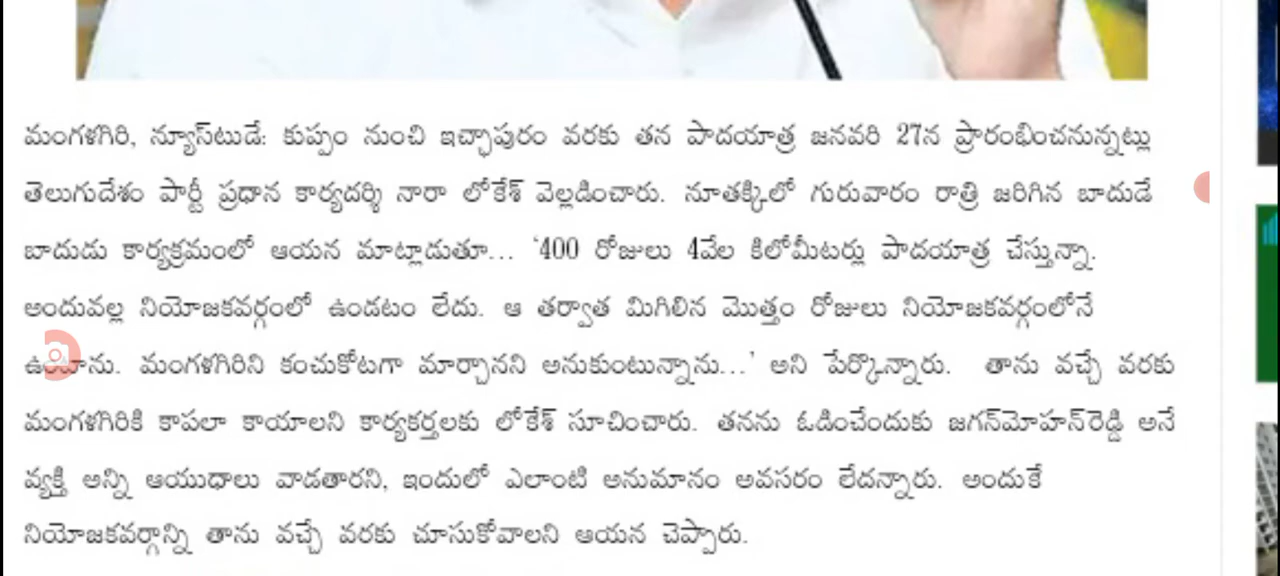 మంగళగిరి, న్యూస్‌టుడే: కుప్పం నుంచి ఇచ్ఛాపురం వరకు తన పాదయాత్ర జనవరి 27న ప్రారంభించనున్నట్లు
తెలుగుదేశం పార్టీ ప్రధాన కార్యదర్శి నారా లోకేశ్ వెల్లడించారు. నూతక్కిలో గురువారం రాత్రి జరిగిన బాదుడే
బాదుడు కార్యక్రమంలో ఆయన మాట్లాడుతూ... ‘400 రోజులు 4వేల కిలోమీటర్లు పాదయాత్ర చేస్తున్నా.
అందువల్ల నియోజకవర్గంలో ఉండటం లేదు. ఆ తర్వాత మిగిలిన మొత్తం రోజులు నియోజకవర్గంలోనే
మంగళగిరిని కంచుకోటగా మార్చానని అనుకుంటున్నాను...’ అని పేర్కొన్నారు. తాను వచ్చే వరకు
మంగళగిరికి కాపలా కాయాలని కార్యకర్తలకు లోకేశ్ సూచించారు. తనను ఓడించేందుకు జగన్‌మోహన్‌రెడ్డి అనే
వ్యక్తి అన్ని ఆయుధాలు వాడతారని, ఇందులో ఎలాంటి అనుమానం అవసరం లేదన్నారు. అందుకే
నియోజకవర్గాన్ని తాను వచ్చే వరకు చూసుకోవాలని ఆయన చెప్పారు.